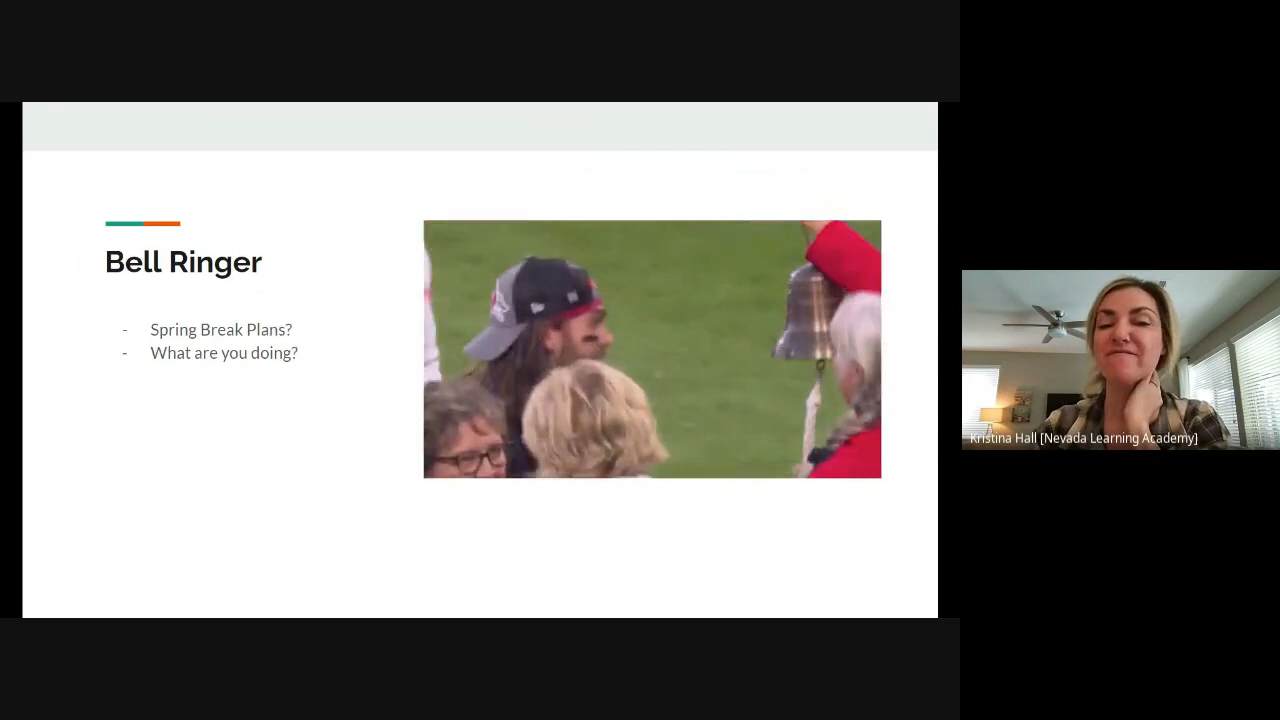 Bell Ringer
- Spring Break Plans?
- What are you doing?
Kristina Hall [Nevada Learning Academy]